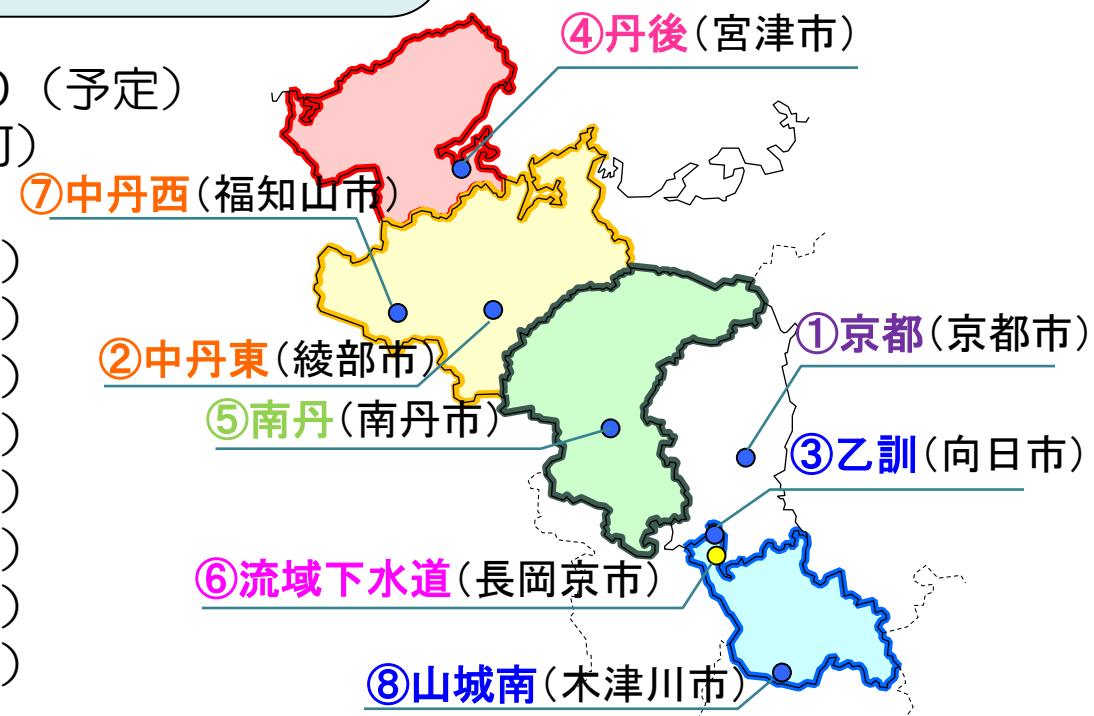 ④丹後(宮津市)
（予定）
）
⑦中丹西(福知山市)
）
）
①京都(京都市)
②中丹東(綾部市)
）
⑤南丹(南丹市)
）
③乙訓(向日市)
）
）
⑥流域下水道(長岡京市)
）
）
⑧山城南(木津川市)